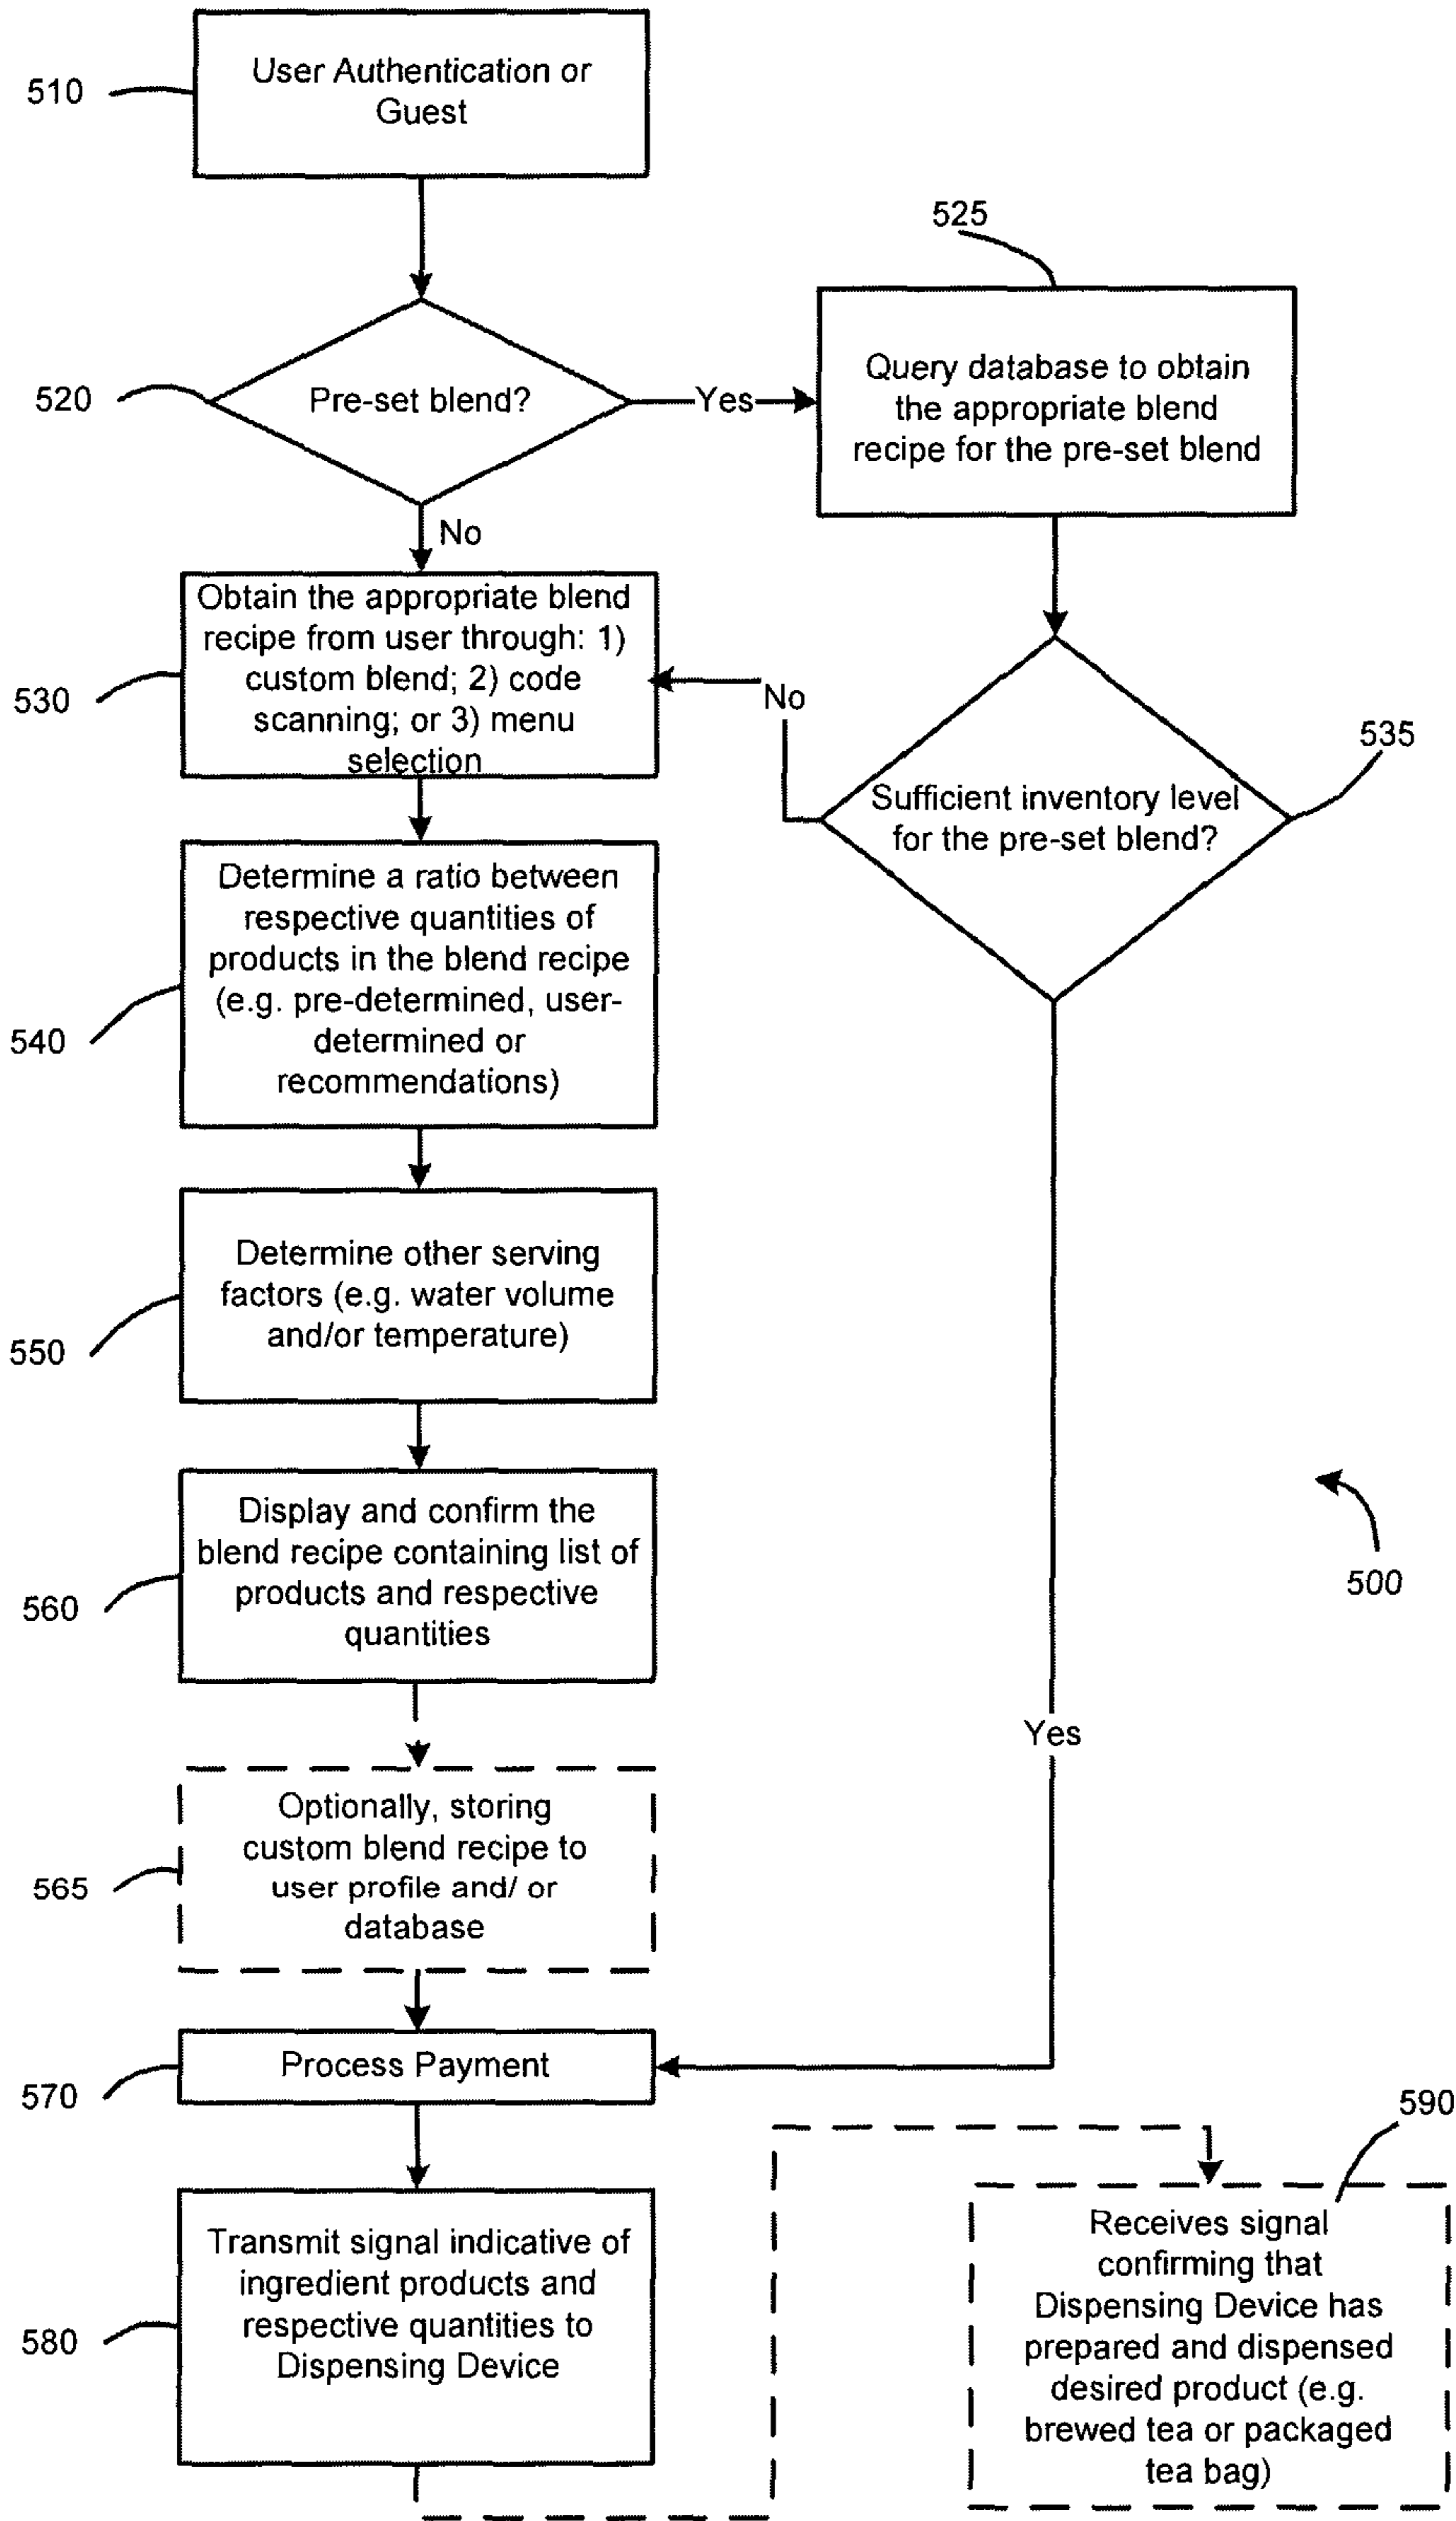 User Authentication or
Guest
510
525
Pre-set blend?
520
Yes
Query database to obtain
the appropriate blend
recipe for the pre-set blend
No
Obtain the appropriate blend
recipe from user through: 1)
custom blend; 2) code
scanning; or 3) menu
selection
530
No
535
Sufficient inventory level
for the pre-set blend?
Determine a ratio between
respective quantities of
products in the blend recipe
(e.g. pre-determined, user-
determined or
recommendations)
540
Determine other serving
factors (e.g. water volume
and/or temperature)
550
Display and confirm the
blend recipe containing list of
products and respective
quantities
560
500
Yes
Optionally, storing
custom blend recipe to
user profile and/ or
database
565
Process Payment
570
590
Transmit signal indicative of
ingredient products and
respective quantities to
Dispensing Device
580
Receives signal
confirming that
Dispensing Device has
prepared and dispensed
desired product (e.g.
brewed tea or packaged
tea bag)